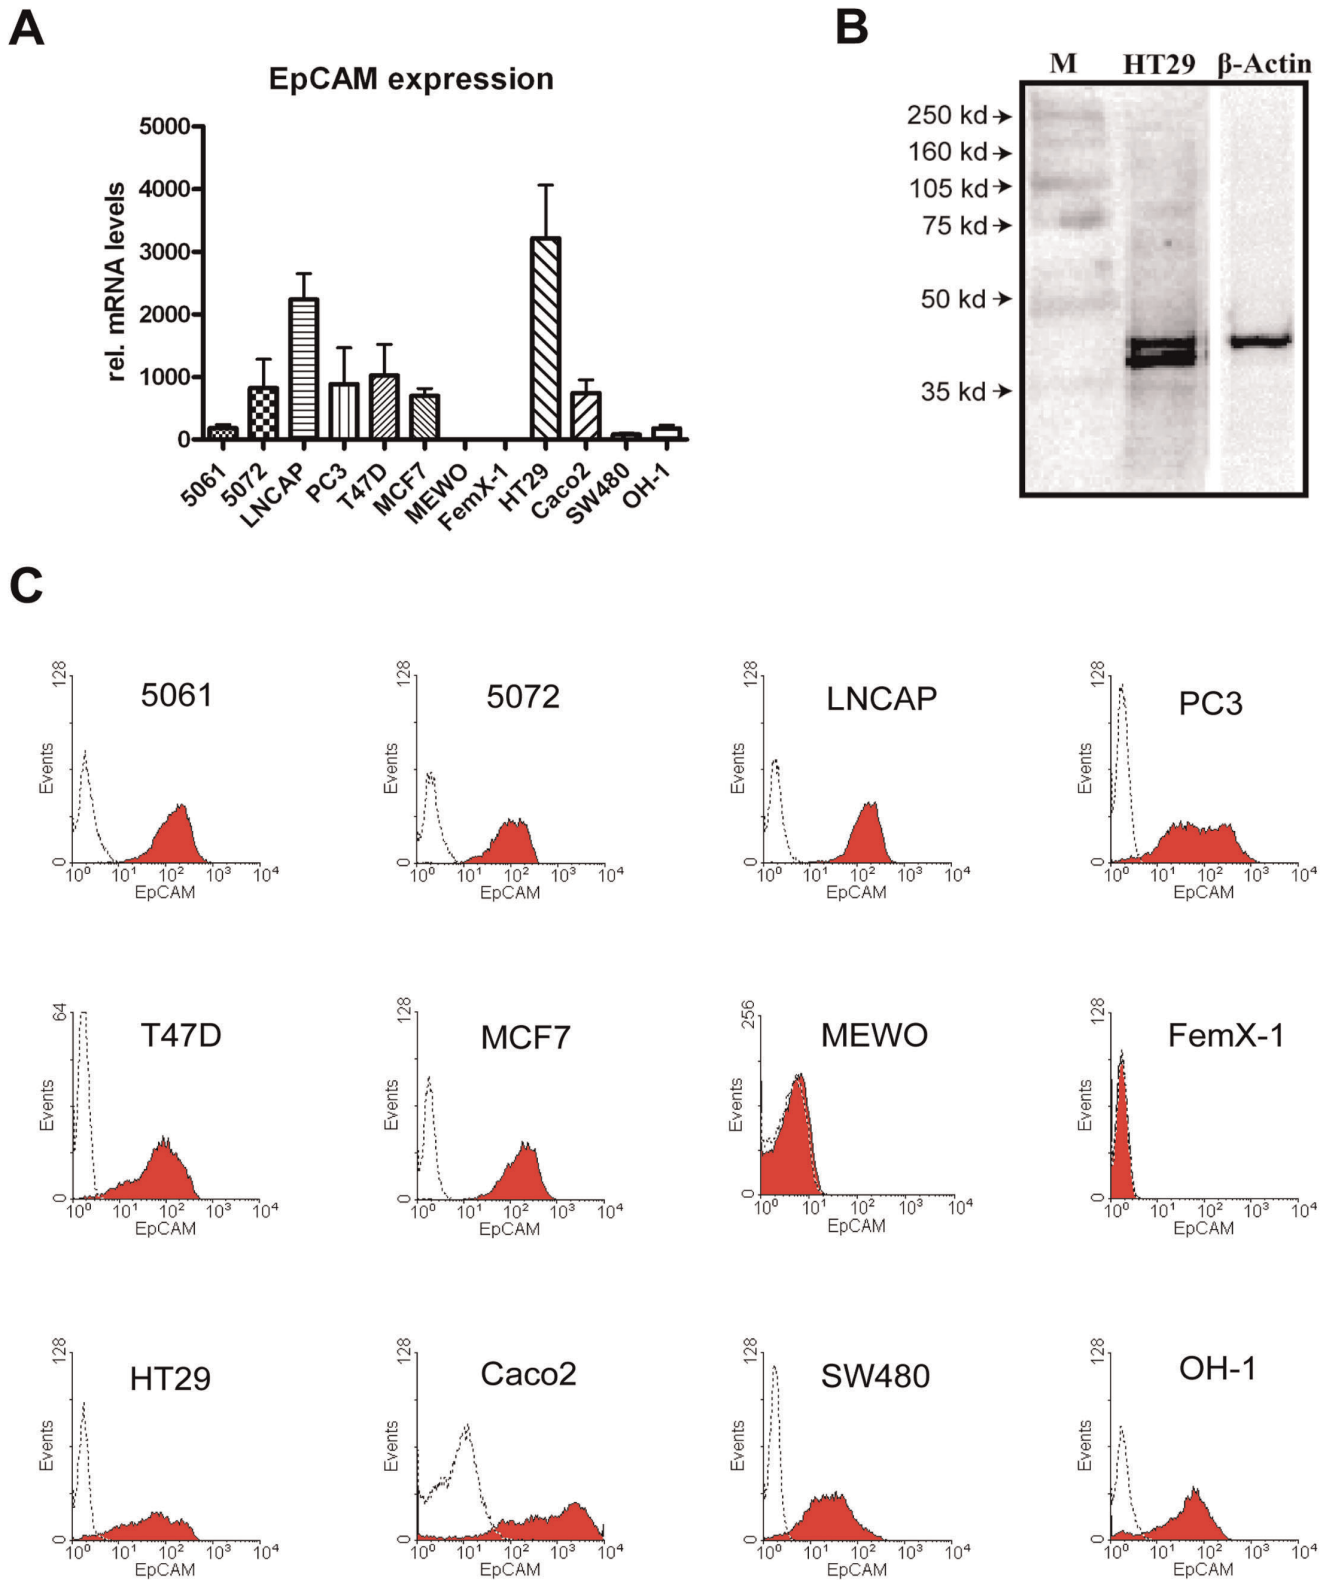 A
EpCAM expression
rel. mRNA levels
5000
4000
3000
2000
1000
0
5061
5072
LNCAP
PC3
T47D
MCF7
MEWO
FemX-1
HT29
Caco2
SW480
OH-1
B
M HT29 β-Actin
250 kd
160 kd
105 kd
75 kd
50 kd
35 kd
C
5061
128
Events
0
10⁰ 10¹ 10² 10³ 10⁴
EpCAM
5072
128
Events
0
10⁰ 10¹ 10² 10³ 10⁴
EpCAM
LNCAP
128
Events
0
10⁰ 10¹ 10² 10³ 10⁴
EpCAM
PC3
128
Events
0
10⁰ 10¹ 10² 10³ 10⁴
EpCAM
T47D
64
Events
0
10⁰ 10¹ 10² 10³ 10⁴
EpCAM
MCF7
128
Events
0
10⁰ 10¹ 10² 10³ 10⁴
EpCAM
MEWO
256
Events
0
10⁰ 10¹ 10² 10³ 10⁴
EpCAM
FemX-1
128
Events
0
10⁰ 10¹ 10² 10³ 10⁴
EpCAM
HT29
128
Events
0
10⁰ 10¹ 10² 10³ 10⁴
EpCAM
Caco2
128
Events
0
10⁰ 10¹ 10² 10³ 10⁴
EpCAM
SW480
128
Events
0
10⁰ 10¹ 10² 10³ 10⁴
EpCAM
OH-1
128
Events
0
10⁰ 10¹ 10² 10³ 10⁴
EpCAM